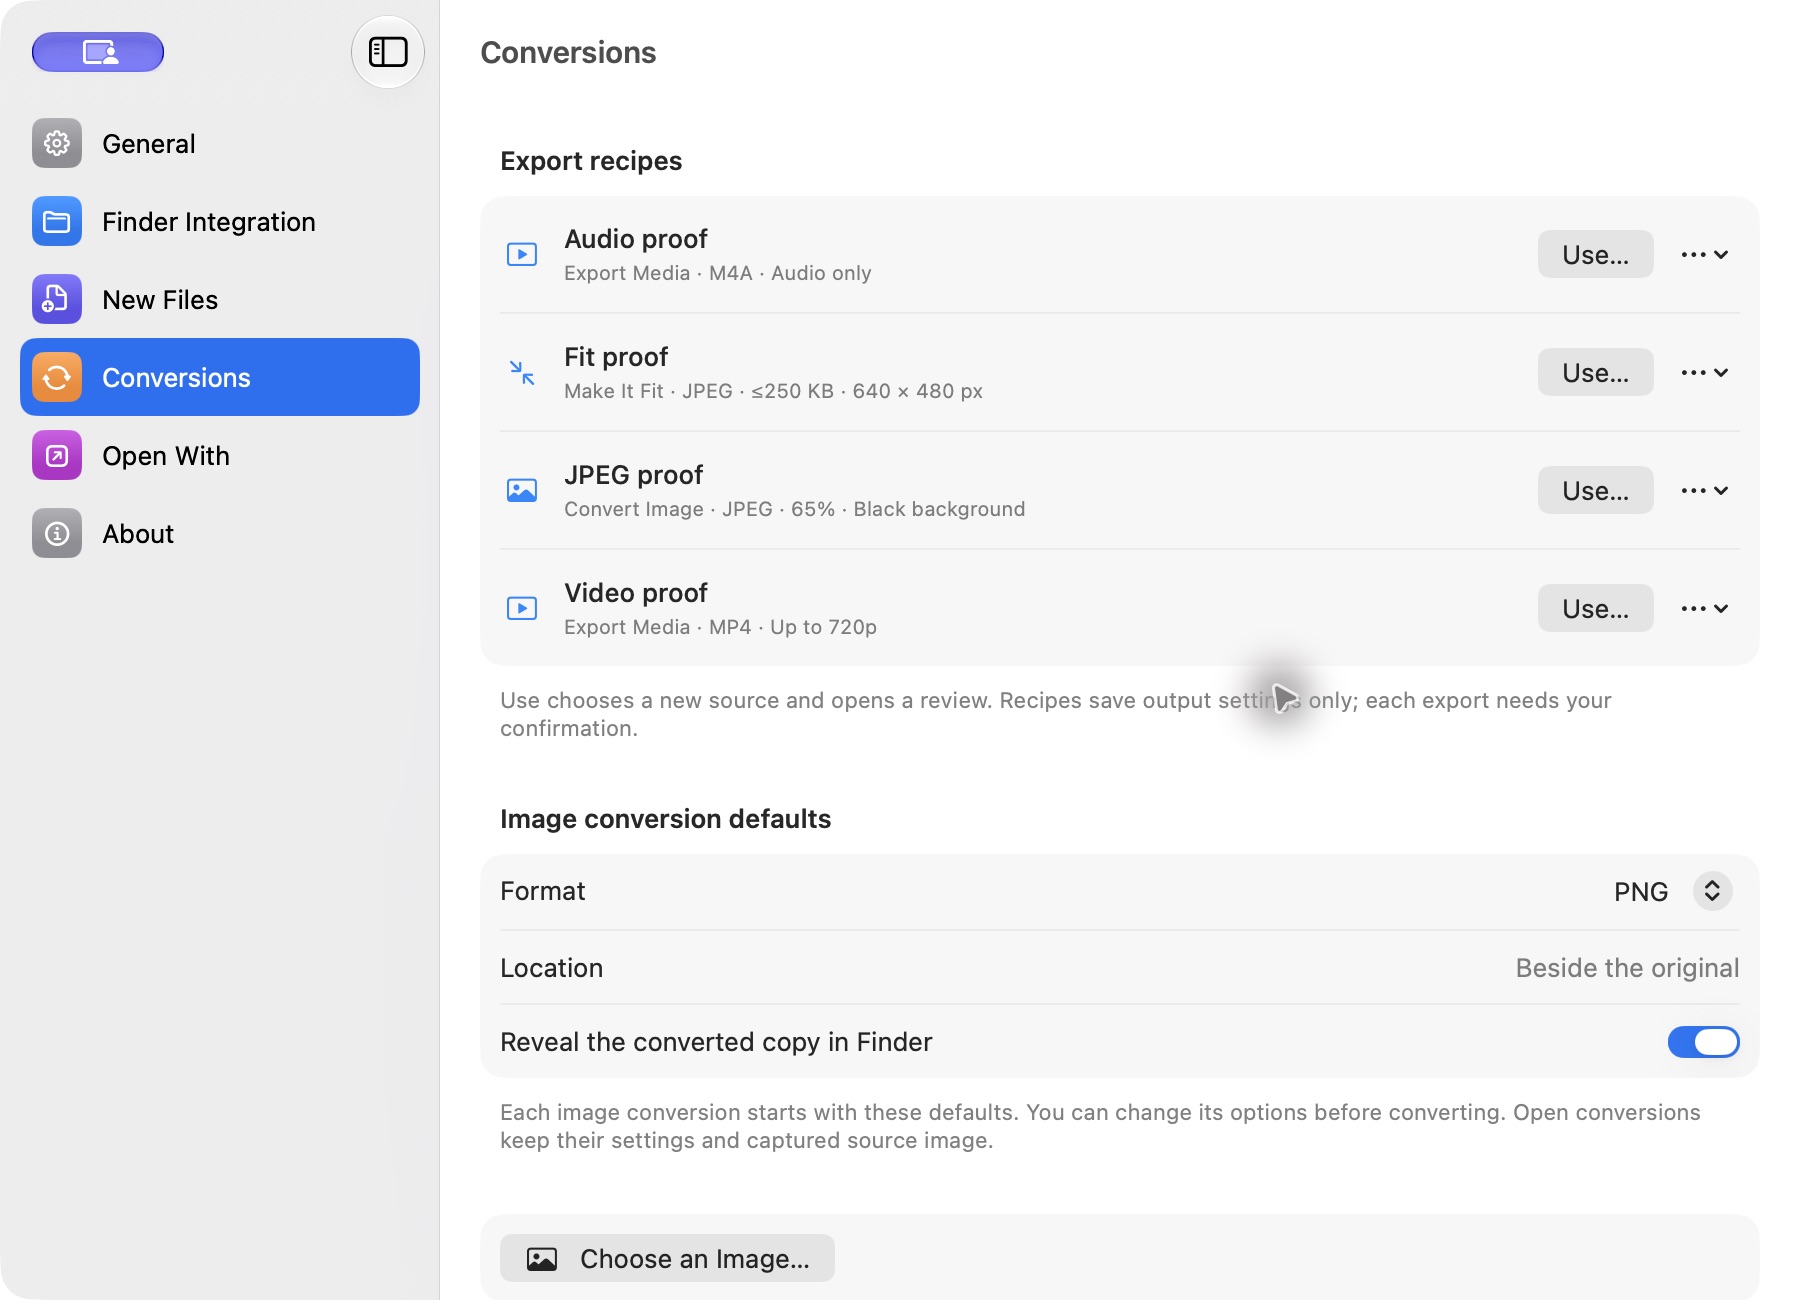 Conversions
General
Finder Integration
New Files
Conversions
Open With
About
Export recipes
Audio proof
Export Media · M4A · Audio only
Use...
Fit proof
Make It Fit · JPEG · ≤250 KB · 640 × 480 px
Use...
JPEG proof
Convert Image · JPEG · 65% · Black background
Use...
Video proof
Export Media · MP4 · Up to 720p
Use...
Use chooses a new source and opens a review. Recipes save output settings only; each export needs your
confirmation.
Image conversion defaults
Format PNG
Location Beside the original
Reveal the converted copy in Finder
Each image conversion starts with these defaults. You can change its options before converting. Open conversions
keep their settings and captured source image.
Choose an Image...